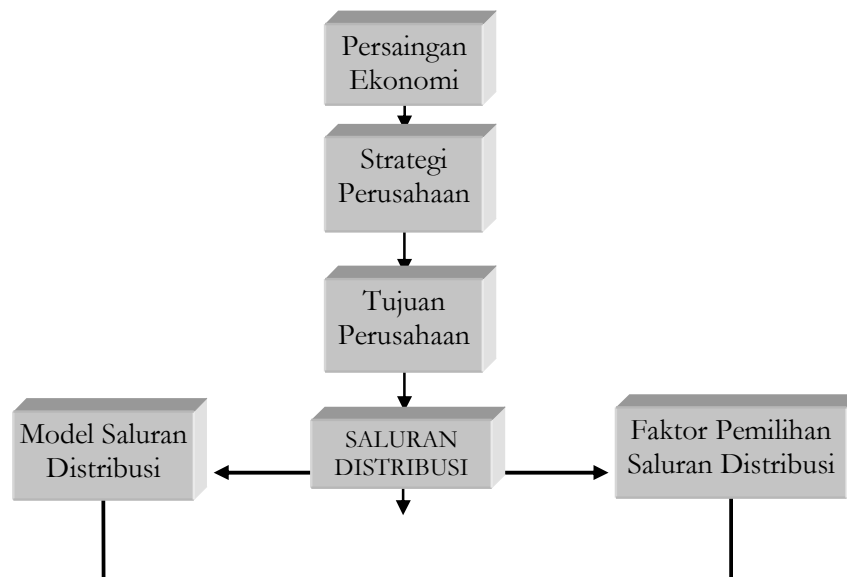 Persaingan
Ekonomi
Strategi
Perusahaan
Tujuan
Perusahaan
Model Saluran
Distribusi
SALURAN
DISTRIBUSI
Faktor Pemilihan
Saluran Distribusi